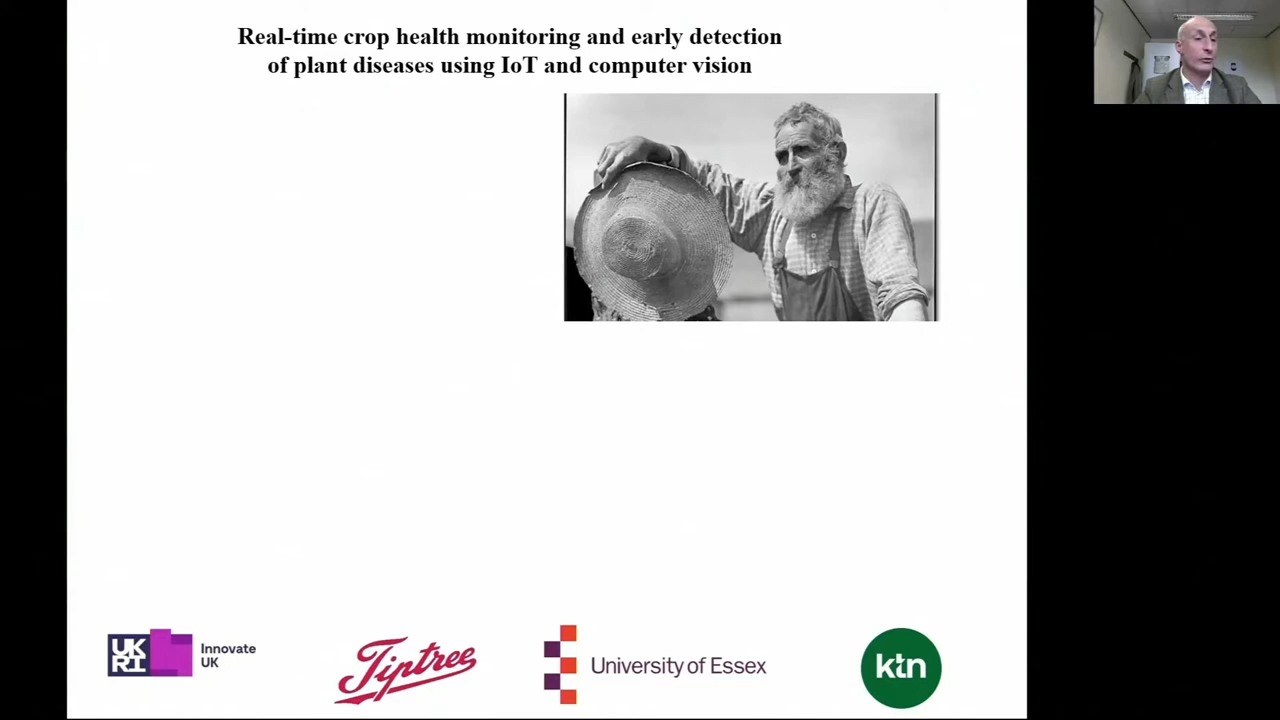 Real-time crop health monitoring and early detection
of plant diseases using IoT and computer vision
UK
RI
Innovate
UK
Tiptree
University of Essex
ktn